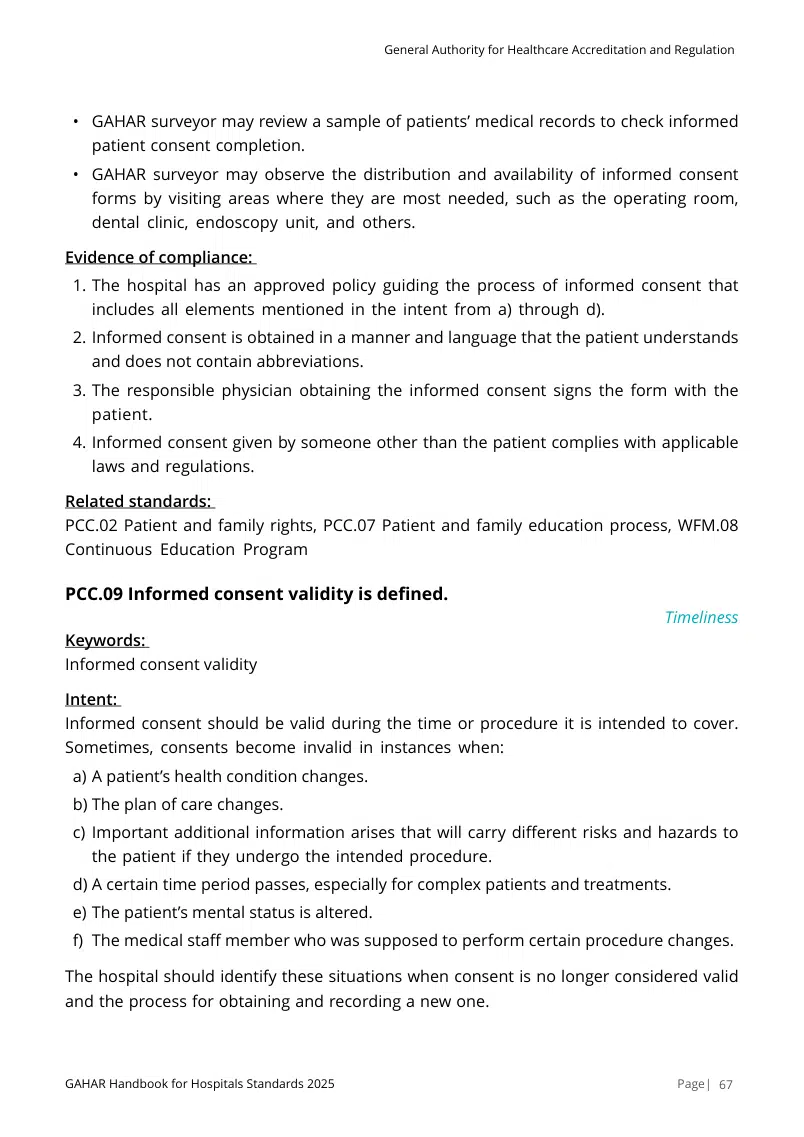 General Authority for Healthcare Accreditation and Regulation
• GAHAR surveyor may review a sample of patients’ medical records to check informed
patient consent completion.
• GAHAR surveyor may observe the distribution and availability of informed consent
forms by visiting areas where they are most needed, such as the operating room,
dental clinic, endoscopy unit, and others.
Evidence of compliance:
1. The hospital has an approved policy guiding the process of informed consent that
includes all elements mentioned in the intent from a) through d).
2. Informed consent is obtained in a manner and language that the patient understands
and does not contain abbreviations.
3. The responsible physician obtaining the informed consent signs the form with the
patient.
4. Informed consent given by someone other than the patient complies with applicable
laws and regulations.
Related standards:
PCC.02 Patient and family rights, PCC.07 Patient and family education process, WFM.08
Continuous Education Program
PCC.09 Informed consent validity is defined.
Timeliness
Keywords:
Informed consent validity
Intent:
Informed consent should be valid during the time or procedure it is intended to cover.
Sometimes, consents become invalid in instances when:
a) A patient’s health condition changes.
b) The plan of care changes.
c) Important additional information arises that will carry different risks and hazards to
the patient if they undergo the intended procedure.
d) A certain time period passes, especially for complex patients and treatments.
e) The patient’s mental status is altered.
f) The medical staff member who was supposed to perform certain procedure changes.
The hospital should identify these situations when consent is no longer considered valid
and the process for obtaining and recording a new one.
GAHAR Handbook for Hospitals Standards 2025 Page| 67